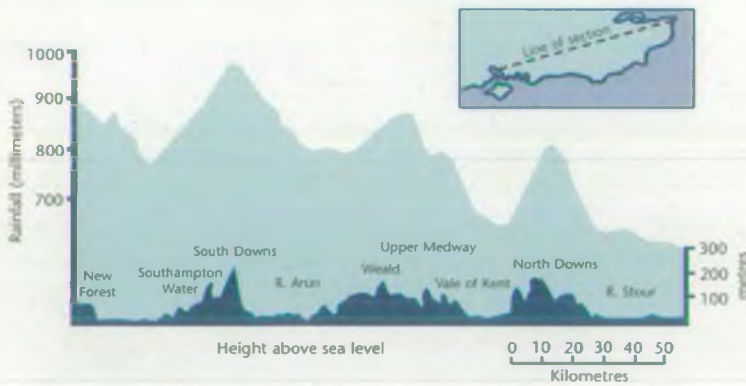 Line of section
1000
900
800
700
Rainfall (millimeters)
South Downs
Upper Medway
New
Forest
Southampton
Water
R. Arun
Weald
Vale of Kent
North Downs
R. Stour
300
200
100
metres
Height above sea level
0 10 20 30 40 50
Kilometres